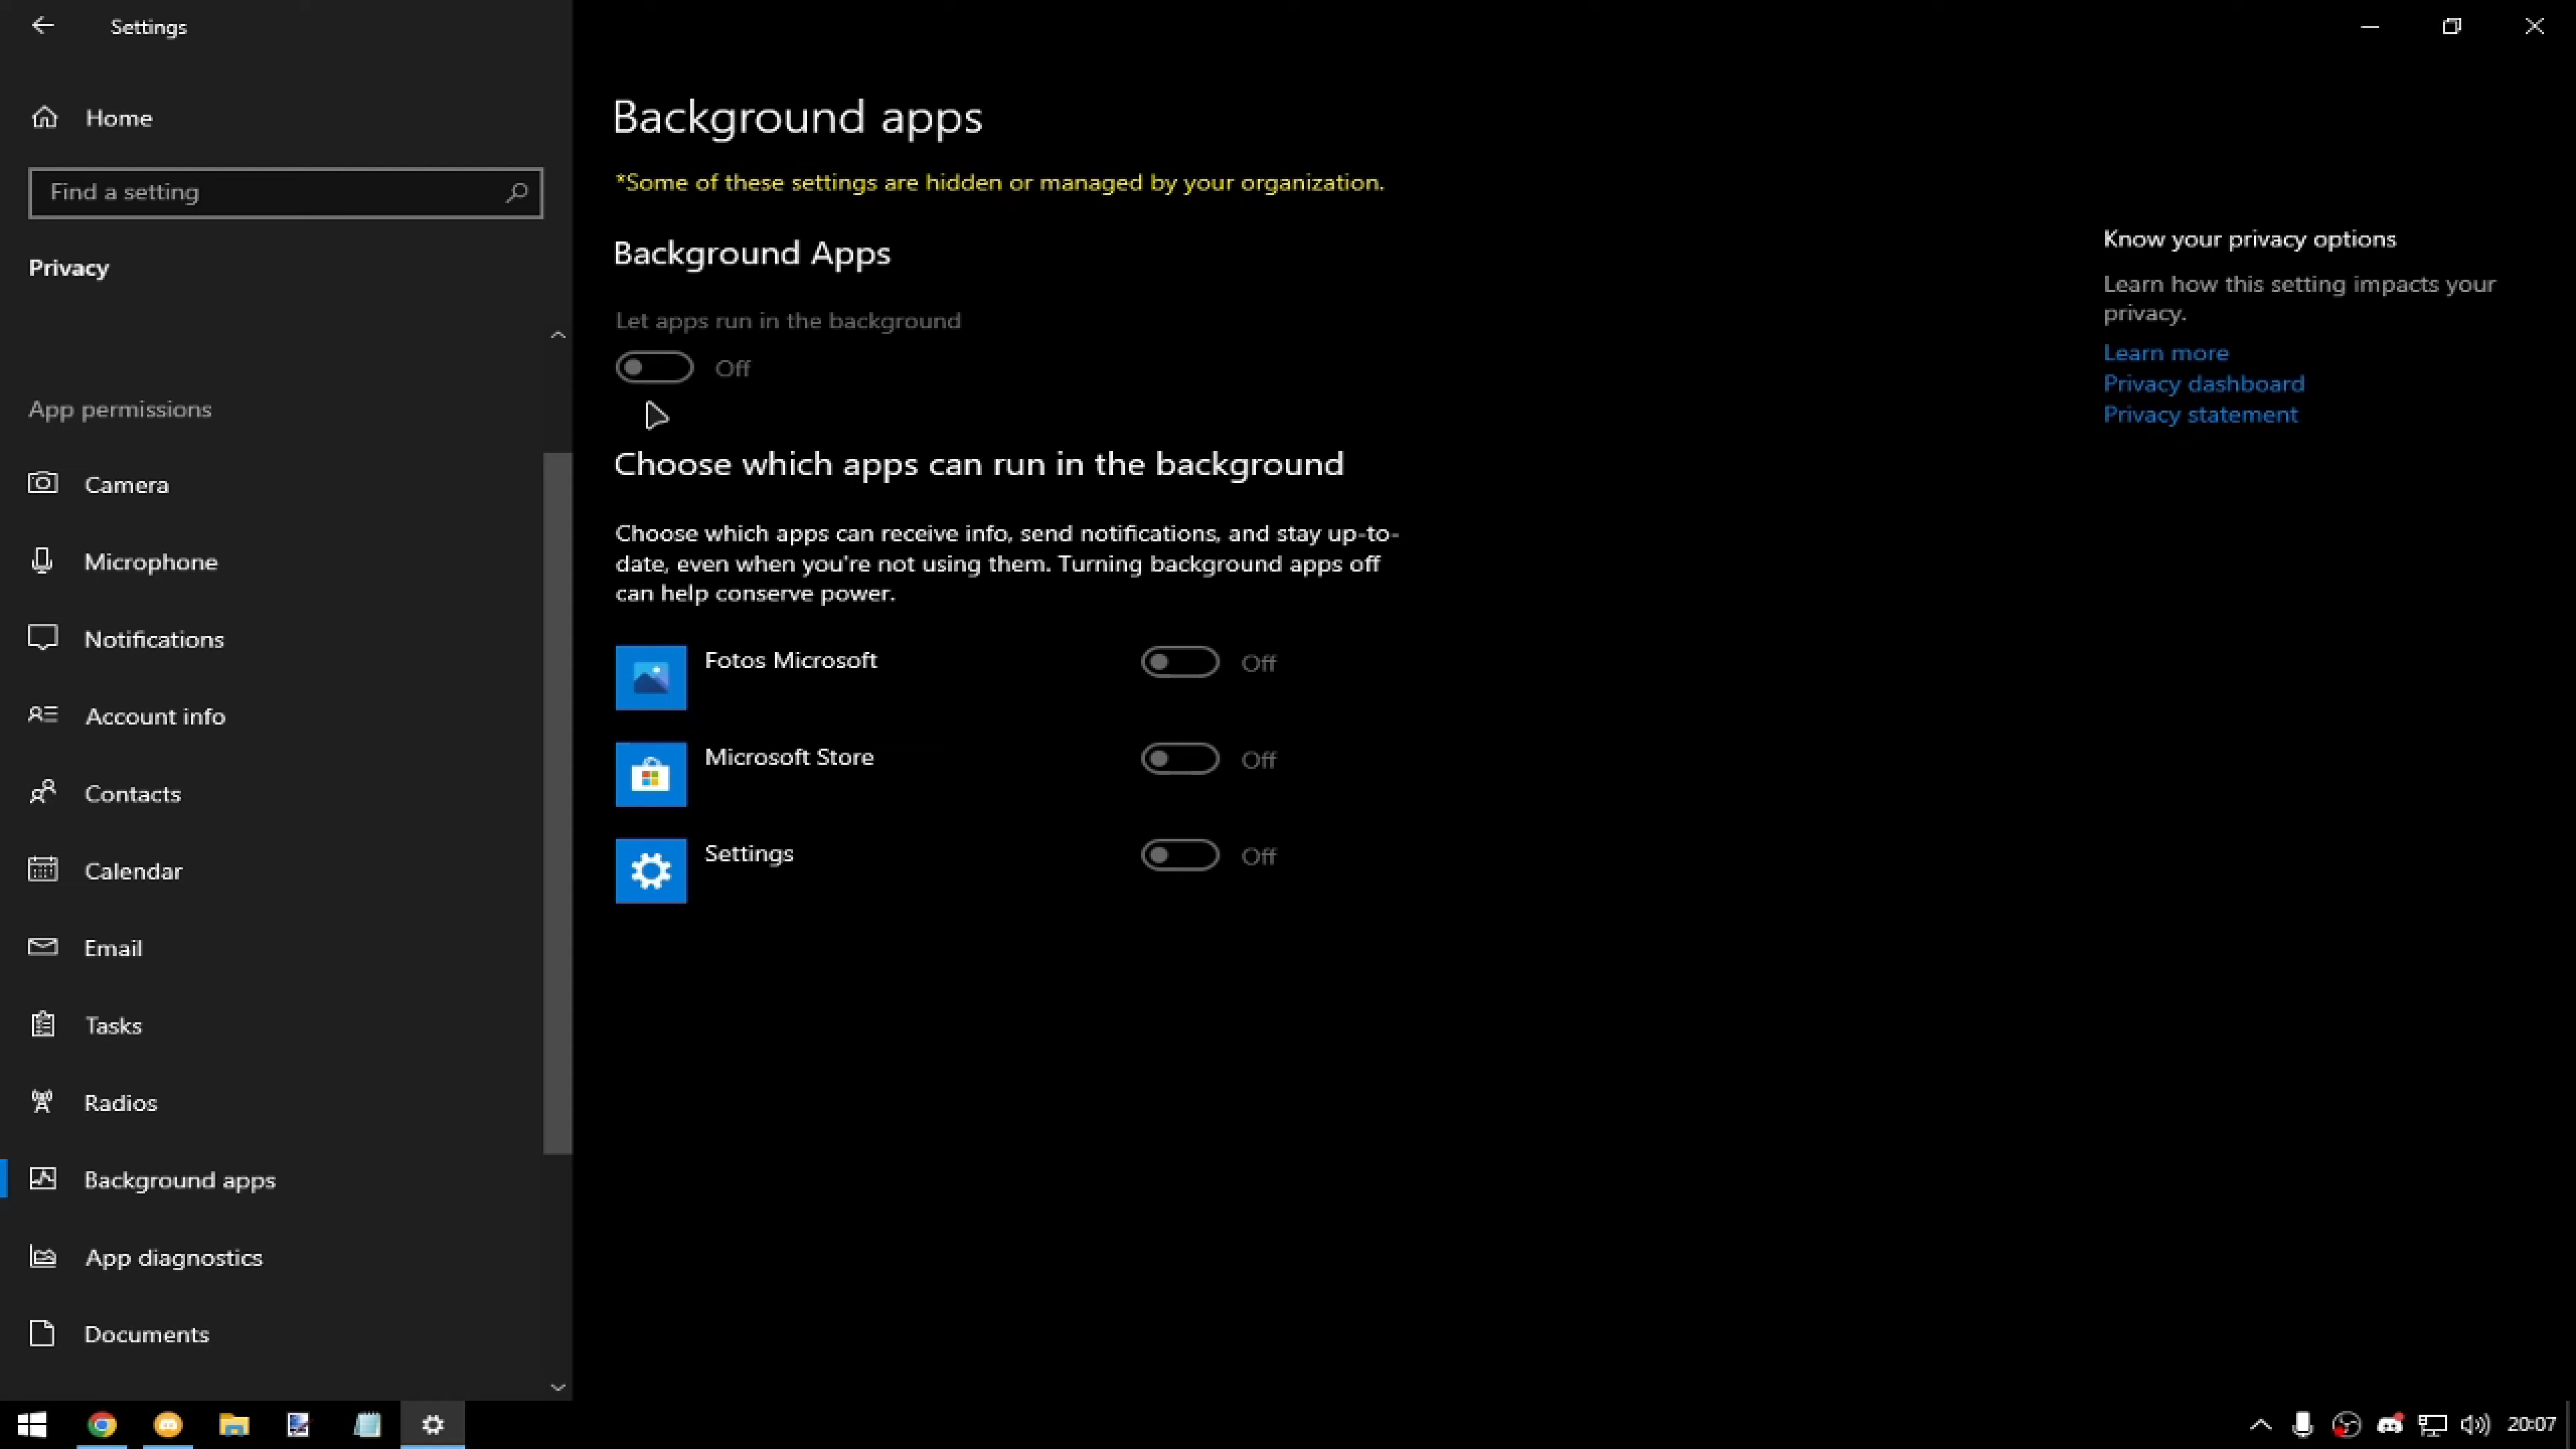 Settings
Home
Find a setting
Privacy
App permissions
Camera
Microphone
Notifications
Account info
Contacts
Calendar
Email
Tasks
Radios
Background apps
App diagnostics
Documents
Background apps
*Some of these settings are hidden or managed by your organization.
Background Apps
Let apps run in the background
Off
Choose which apps can run in the background
Choose which apps can receive info, send notifications, and stay up-to-
date, even when you're not using them. Turning background apps off
can help conserve power.
Fotos Microsoft
Off
Microsoft Store
Off
Settings
Off
Know your privacy options
Learn how this setting impacts your
privacy.
Learn more
Privacy dashboard
Privacy statement
20:07